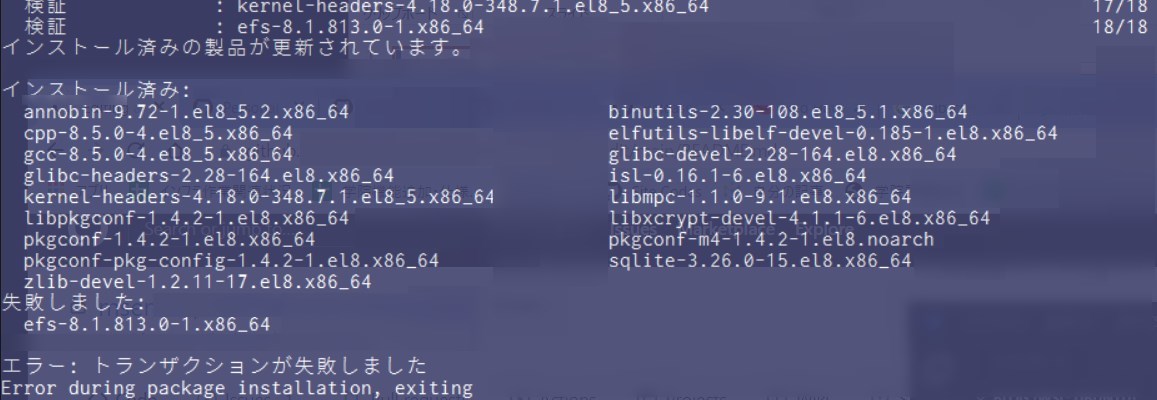 検証 : kernel-headers-4.18.0-348.7.1.el8_5.x86_64 17/18
検証 : efs-8.1.813.0-1.x86_64 18/18
インストール済みの製品が更新されています。
インストール済み:
annobin-9.72-1.el8_5.2.x86_64 binutils-2.30-108.el8_5.1.x86_64
cpp-8.5.0-4.el8_5.x86_64 elfutils-libelf-devel-0.185-1.el8.x86_64
gcc-8.5.0-4.el8_5.x86_64 glibc-devel-2.28-164.el8.x86_64
glibc-headers-2.28-164.el8.x86_64 isl-0.16.1-6.el8.x86_64
kernel-headers-4.18.0-348.7.1.el8_5.x86_64 libmpc-1.1.0-9.1.el8.x86_64
libpkgconf-1.4.2-1.el8.x86_64 libxcrypt-devel-4.1.1-6.el8.x86_64
pkgconf-1.4.2-1.el8.x86_64 pkgconf-m4-1.4.2-1.el8.noarch
pkgconf-pkg-config-1.4.2-1.el8.x86_64 sqlite-3.26.0-15.el8.x86_64
zlib-devel-1.2.11-17.el8.x86_64
失敗しました:
efs-8.1.813.0-1.x86_64
エラー: トランザクションが失敗しました
Error during package installation, exiting